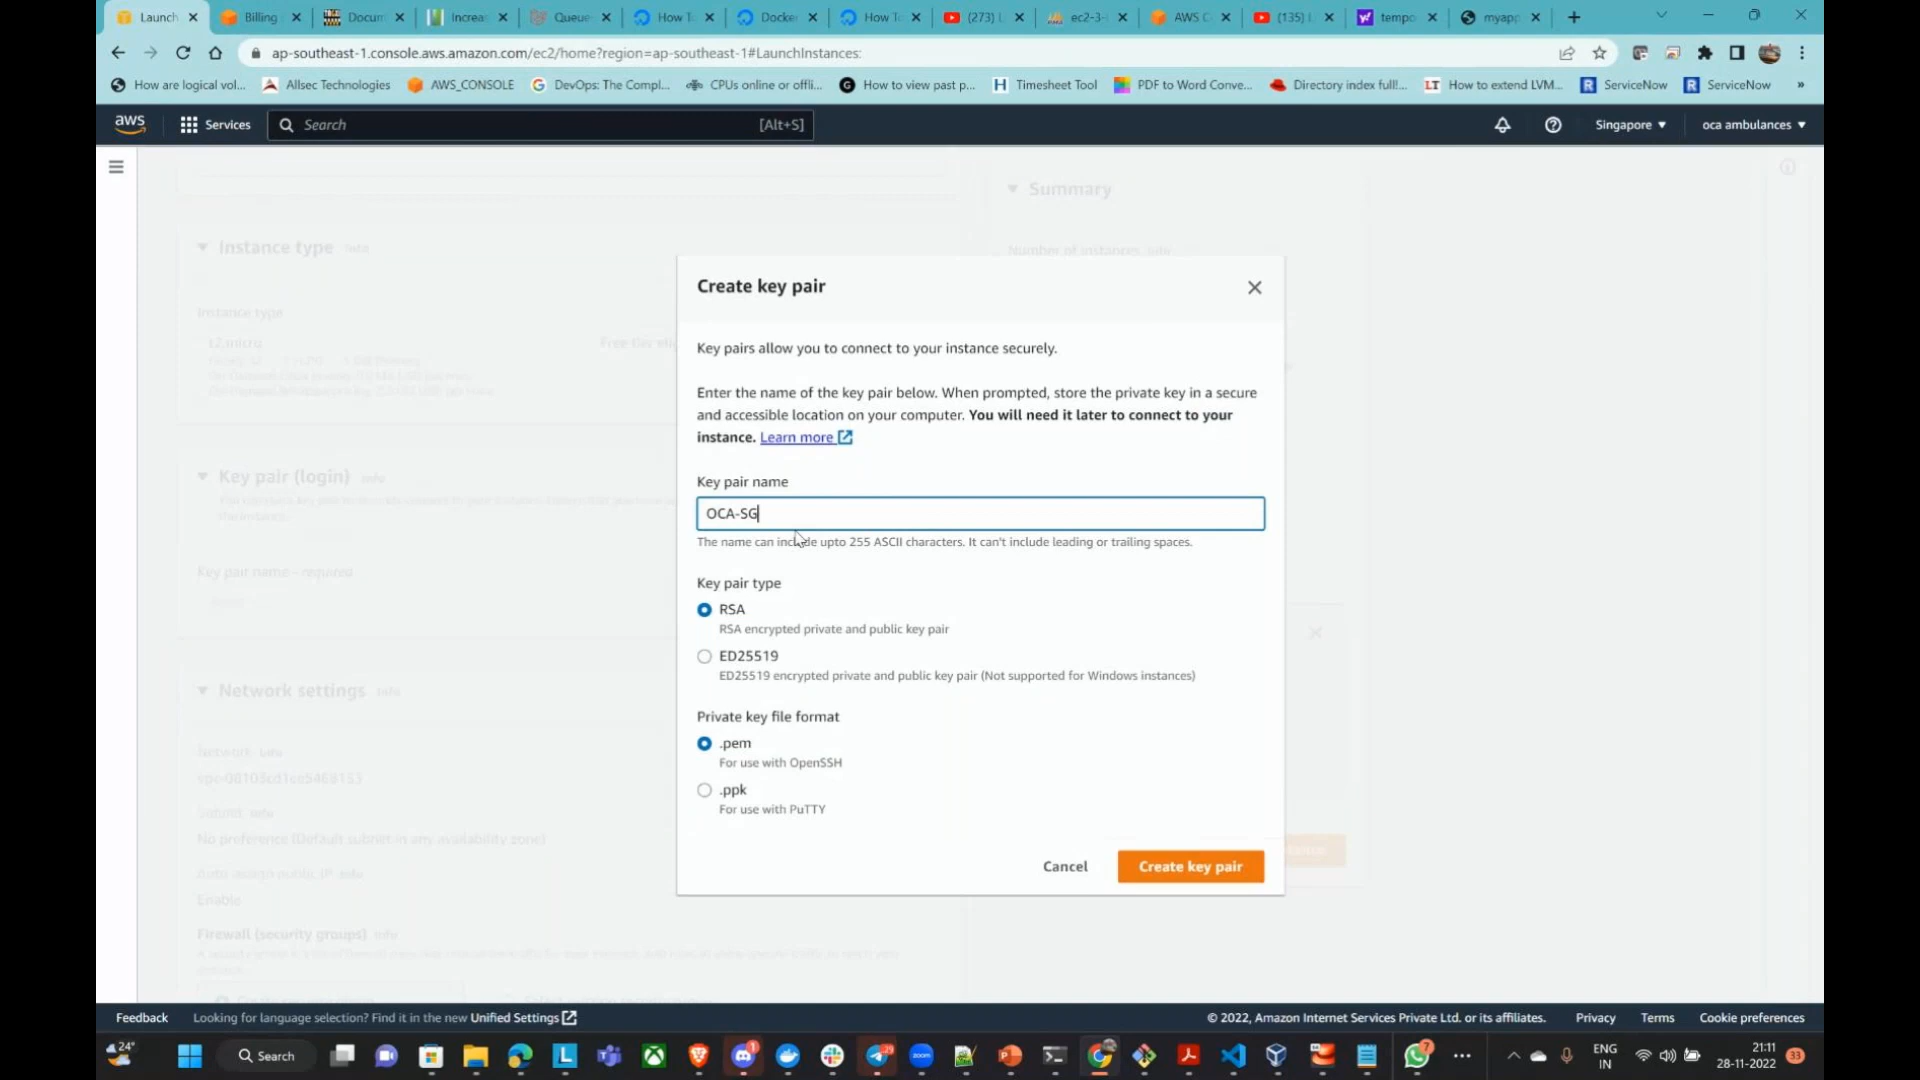 Launch
Billing
Docum
Increa
Queue
How T
Docke
How T
(273) L
ec2-3-
AWS C
(135) I
tempo
myapp
ap-southeast-1.console.aws.amazon.com/ec2/home?region=ap-southeast-1#LaunchInstances:
How are logical vol...
Allsec Technologies
AWS_CONSOLE
DevOps: The Compl...
CPUs online or offli...
How to view past p...
Timesheet Tool
PDF to Word Conve...
Directory index full!...
How to extend LVM...
ServiceNow
ServiceNow
»
aws
Services
Search
[Alt+S]
Singapore
oca ambulances
Summary
Number of instances Info
Instance type Info
Instance type
t2.micro
Free tier eli
Create key pair
Key pairs allow you to connect to your instance securely.
Enter the name of the key pair below. When prompted, store the private key in a secure
and accessible location on your computer. You will need it later to connect to your
instance. Learn more
Key pair name
OCA-SG
The name can include upto 255 ASCII characters. It can't include leading or trailing spaces.
Key pair type
RSA
RSA encrypted private and public key pair
ED25519
ED25519 encrypted private and public key pair (Not supported for Windows instances)
Private key file format
.pem
For use with OpenSSH
.ppk
For use with PuTTY
Cancel
Create key pair
Key pair (login) Info
Key pair name - required
Network settings Info
Network Info
Subnet Info
No preference (Default subnet in any availability zone)
Auto-assign public IP Info
Enable
Firewall (security groups) Info
Feedback
Looking for language selection? Find it in the new Unified Settings
© 2022, Amazon Internet Services Private Ltd. or its affiliates.
Privacy
Terms
Cookie preferences
24°
Search
zoom
ENG
IN
21:11
28-11-2022
33